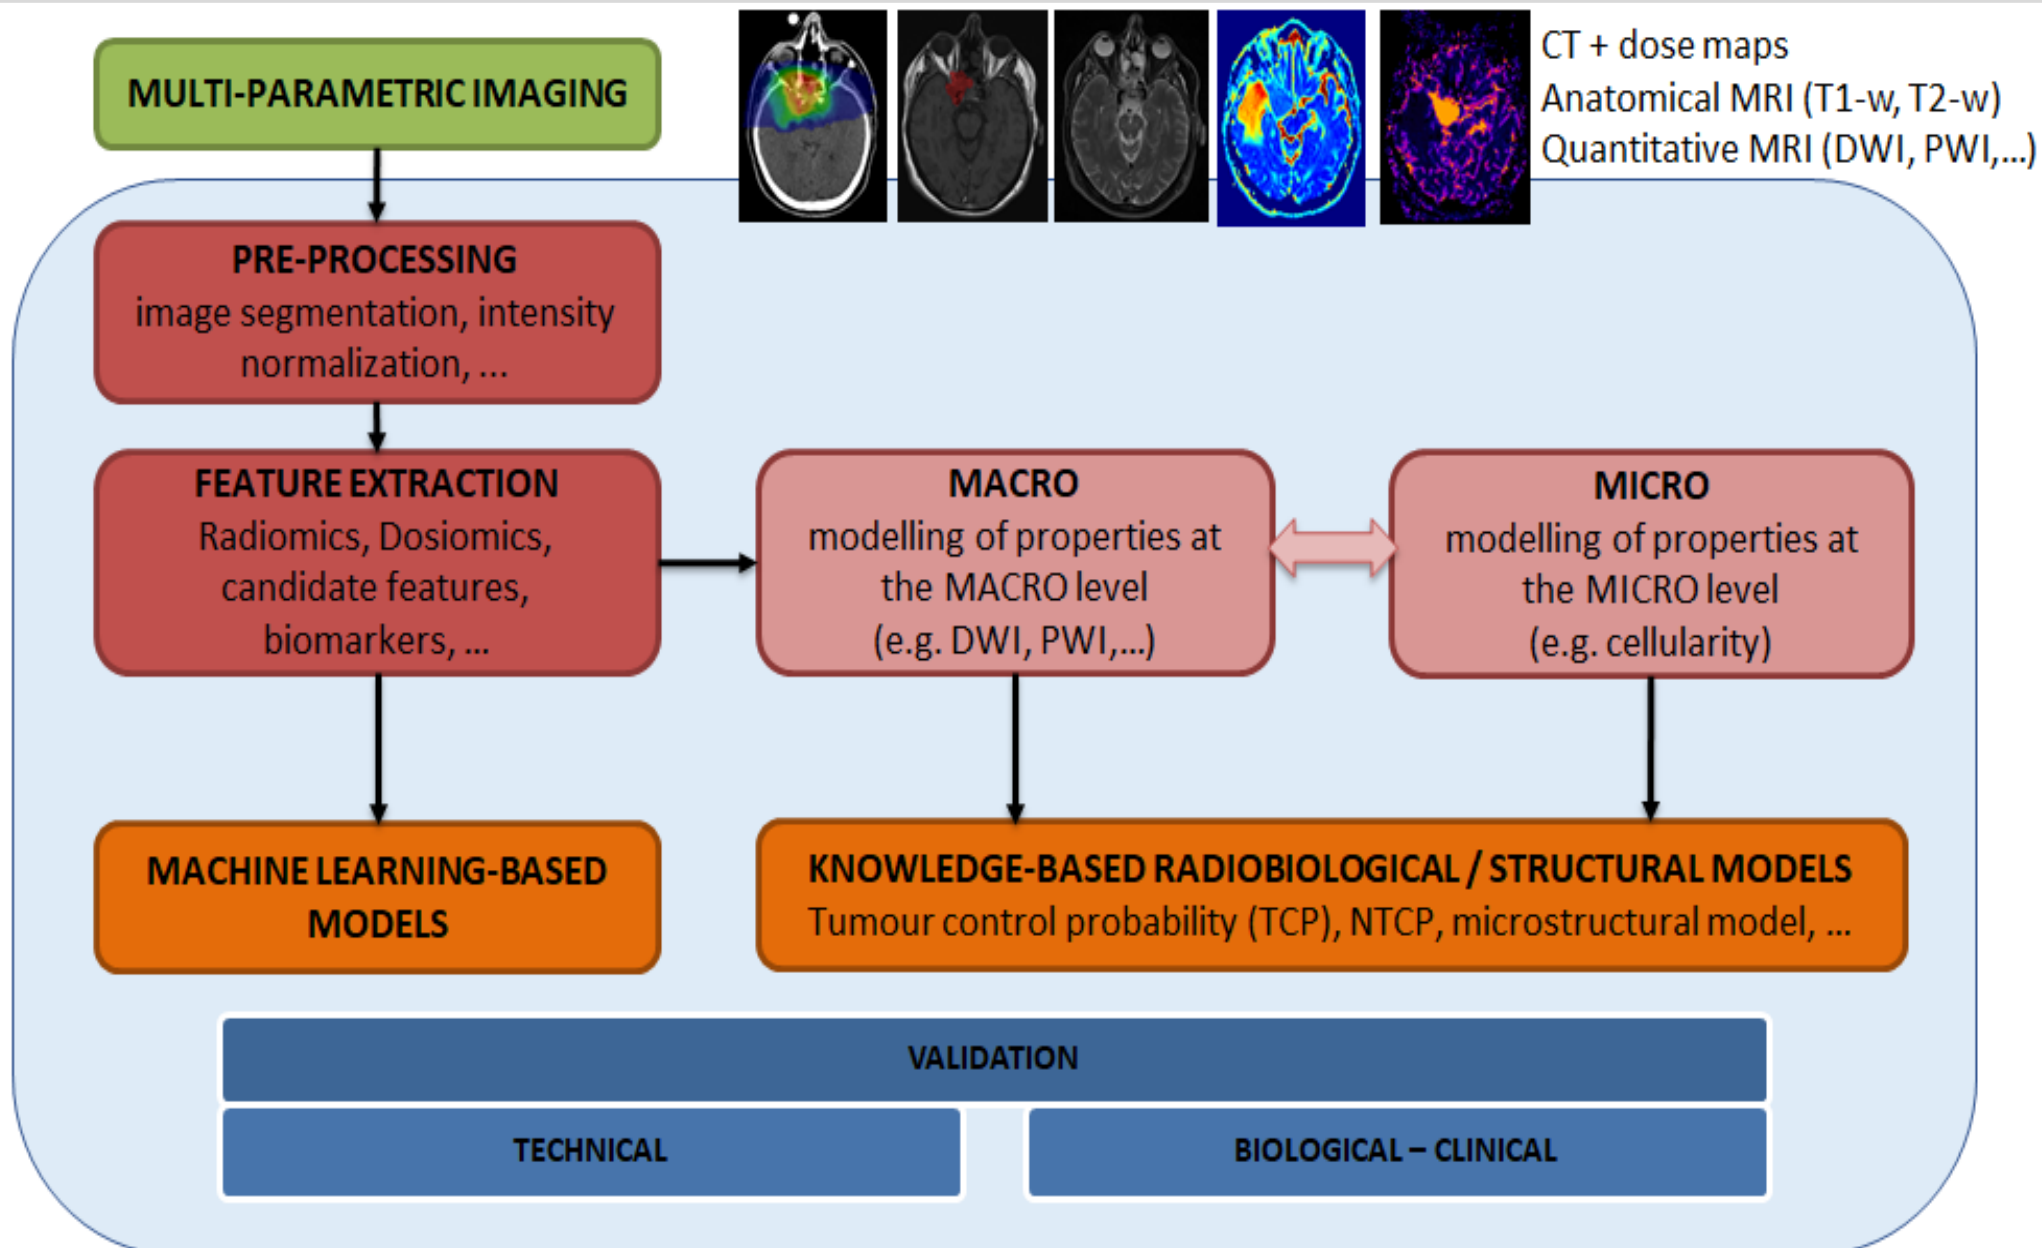 MULTI-PARAMETRIC IMAGING
CT + dose maps
Anatomical MRI (T1-w, T2-w)
Quantitative MRI (DWI, PWI,...)
PRE-PROCESSING
image segmentation, intensity
normalization, ...
FEATURE EXTRACTION
Radiomics, Dosiomics,
candidate features,
biomarkers, ...
MACRO
modelling of properties at
the MACRO level
(e.g. DWI, PWI,...)
MICRO
modelling of properties at
the MICRO level
(e.g. cellularity)
MACHINE LEARNING-BASED
MODELS
KNOWLEDGE-BASED RADIOBIOLOGICAL / STRUCTURAL MODELS
Tumour control probability (TCP), NTCP, microstructural model, ...
VALIDATION
TECHNICAL
BIOLOGICAL – CLINICAL